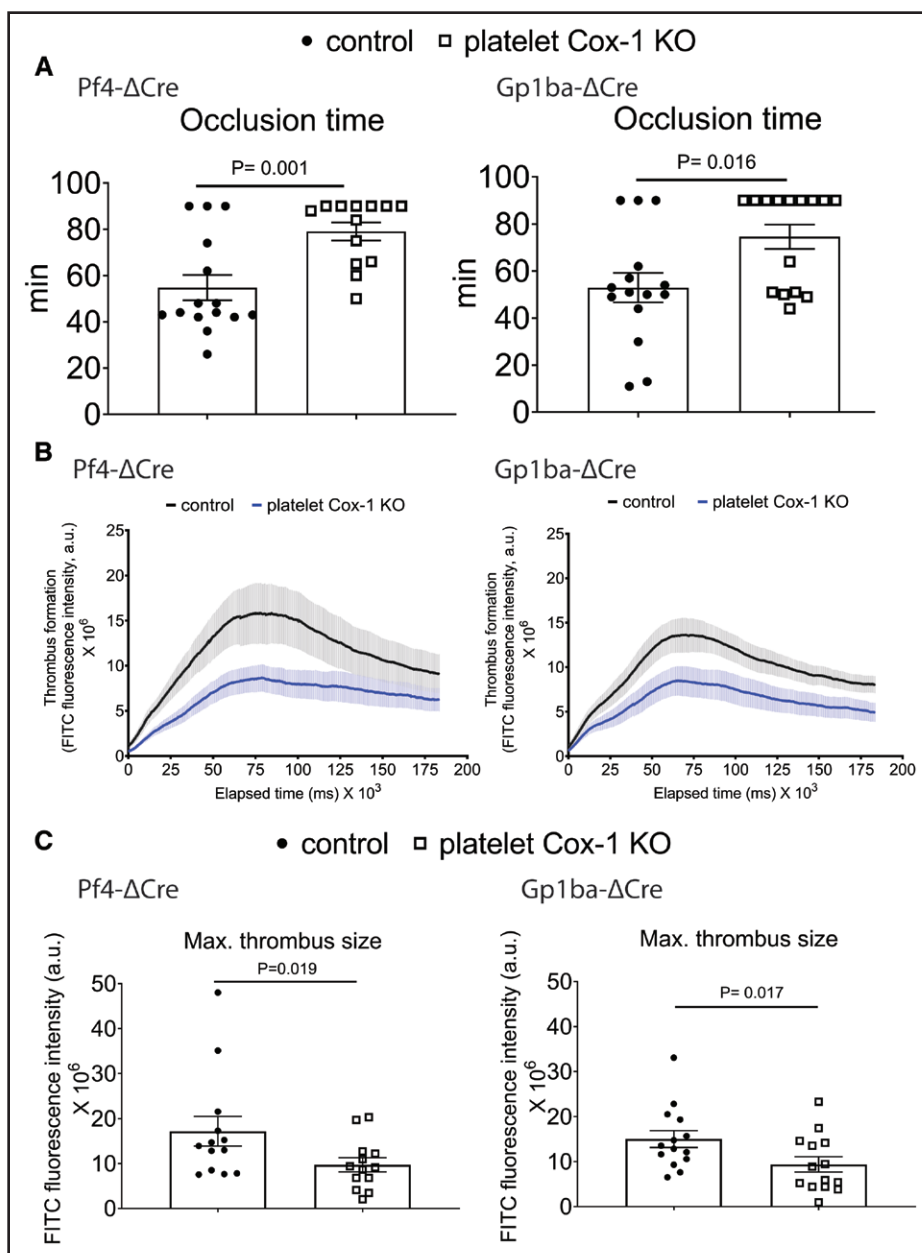 ● control □ platelet Cox-1 KO
A
Pf4-ΔCre
Gp1ba-ΔCre
Occlusion time
Occlusion time
P= 0.001
P= 0.016
100
80
60
40
20
0
min
100
80
60
40
20
0
min
B
Pf4-ΔCre
Gp1ba-ΔCre
control platelet Cox-1 KO
control platelet Cox-1 KO
25
20
15
10
5
0
Thrombus formation
(FITC fluorescence intensity, a.u.)
X 10⁶
0 25 50 75 100 125 150 175 200
Elapsed time (ms) X 10³
25
20
15
10
5
0
Thrombus formation
(FITC fluorescence intensity, a.u.)
X 10⁶
0 25 50 75 100 125 150 175 200
Elapsed time (ms) X 10³
C
● control □ platelet Cox-1 KO
Pf4-ΔCre
Gp1ba-ΔCre
Max. thrombus size
Max. thrombus size
P=0.019
P= 0.017
FITC fluorescence intensity (a.u.)
X 10⁶
50
40
30
20
10
0
FITC fluorescence intensity (a.u.)
X 10⁶
50
40
30
20
10
0